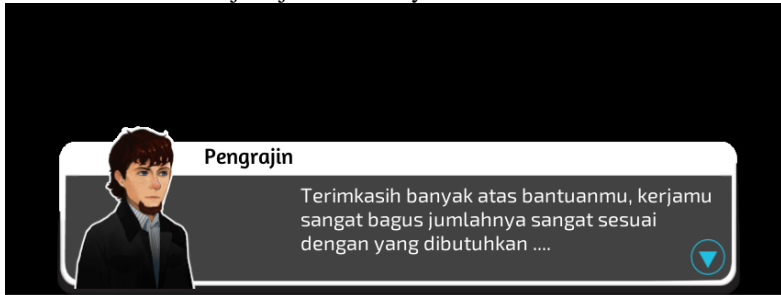 Pengrajin
Terimkasih banyak atas bantuanmu, kerjamu
sangat bagus jumlahnya sangat sesuai
dengan yang dibutuhkan ....